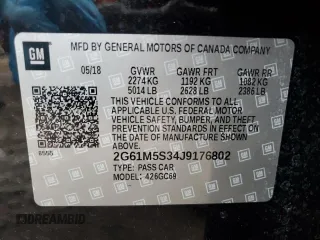 GM
MFD BY GENERAL MOTORS OF CANADA COMPANY
05/18 GVWR GAWR FRT GAWR RR
2274 KG 1192 KG 1082 KG
5014 LB 2628 LB 2386 LB
THIS VEHICLE CONFORMS TO ALL
APPLICABLE U.S. FEDERAL MOTOR
VEHICLE SAFETY, BUMPER, AND THEFT
PREVENTION STANDARDS IN EFFECT ON
THE DATE OF MANUFACTURE SHOWN ABOVE.
2G61M5S34J9176802
TYPE: PASS CAR
MODEL: 426GC69